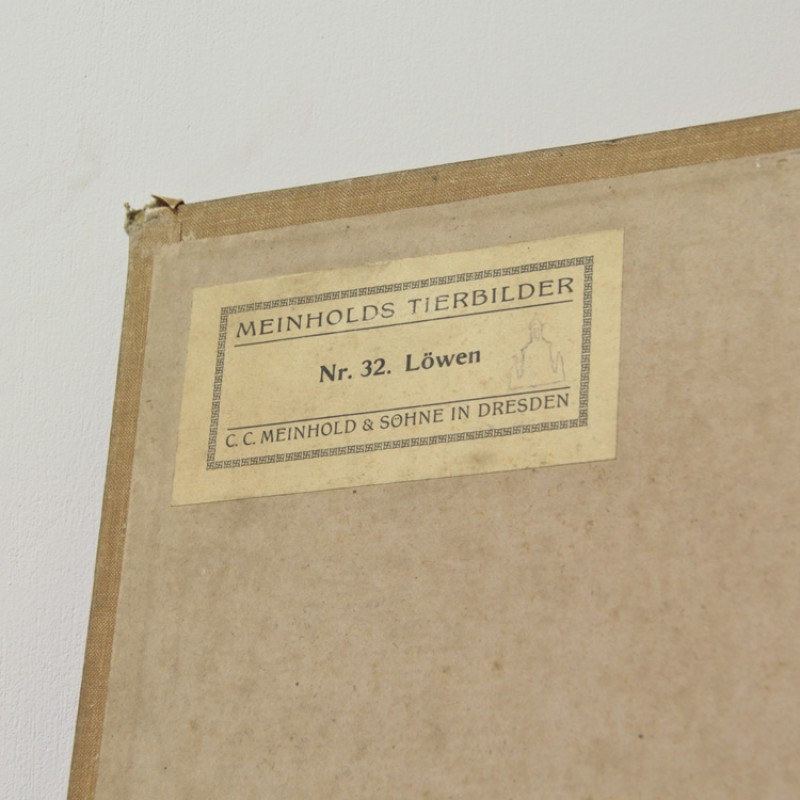 MEINHOLDS TIERBILDER
Nr. 32. Löwen
C. C. MEINHOLD & SÖHNE IN DRESDEN